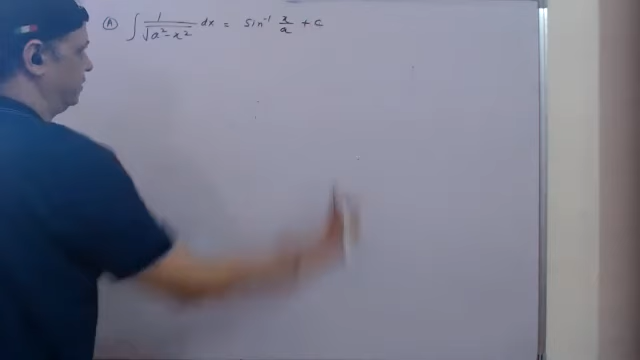 Ⓐ ∫ 1/√(a²-x²) dx = Sin⁻¹ x/a + C